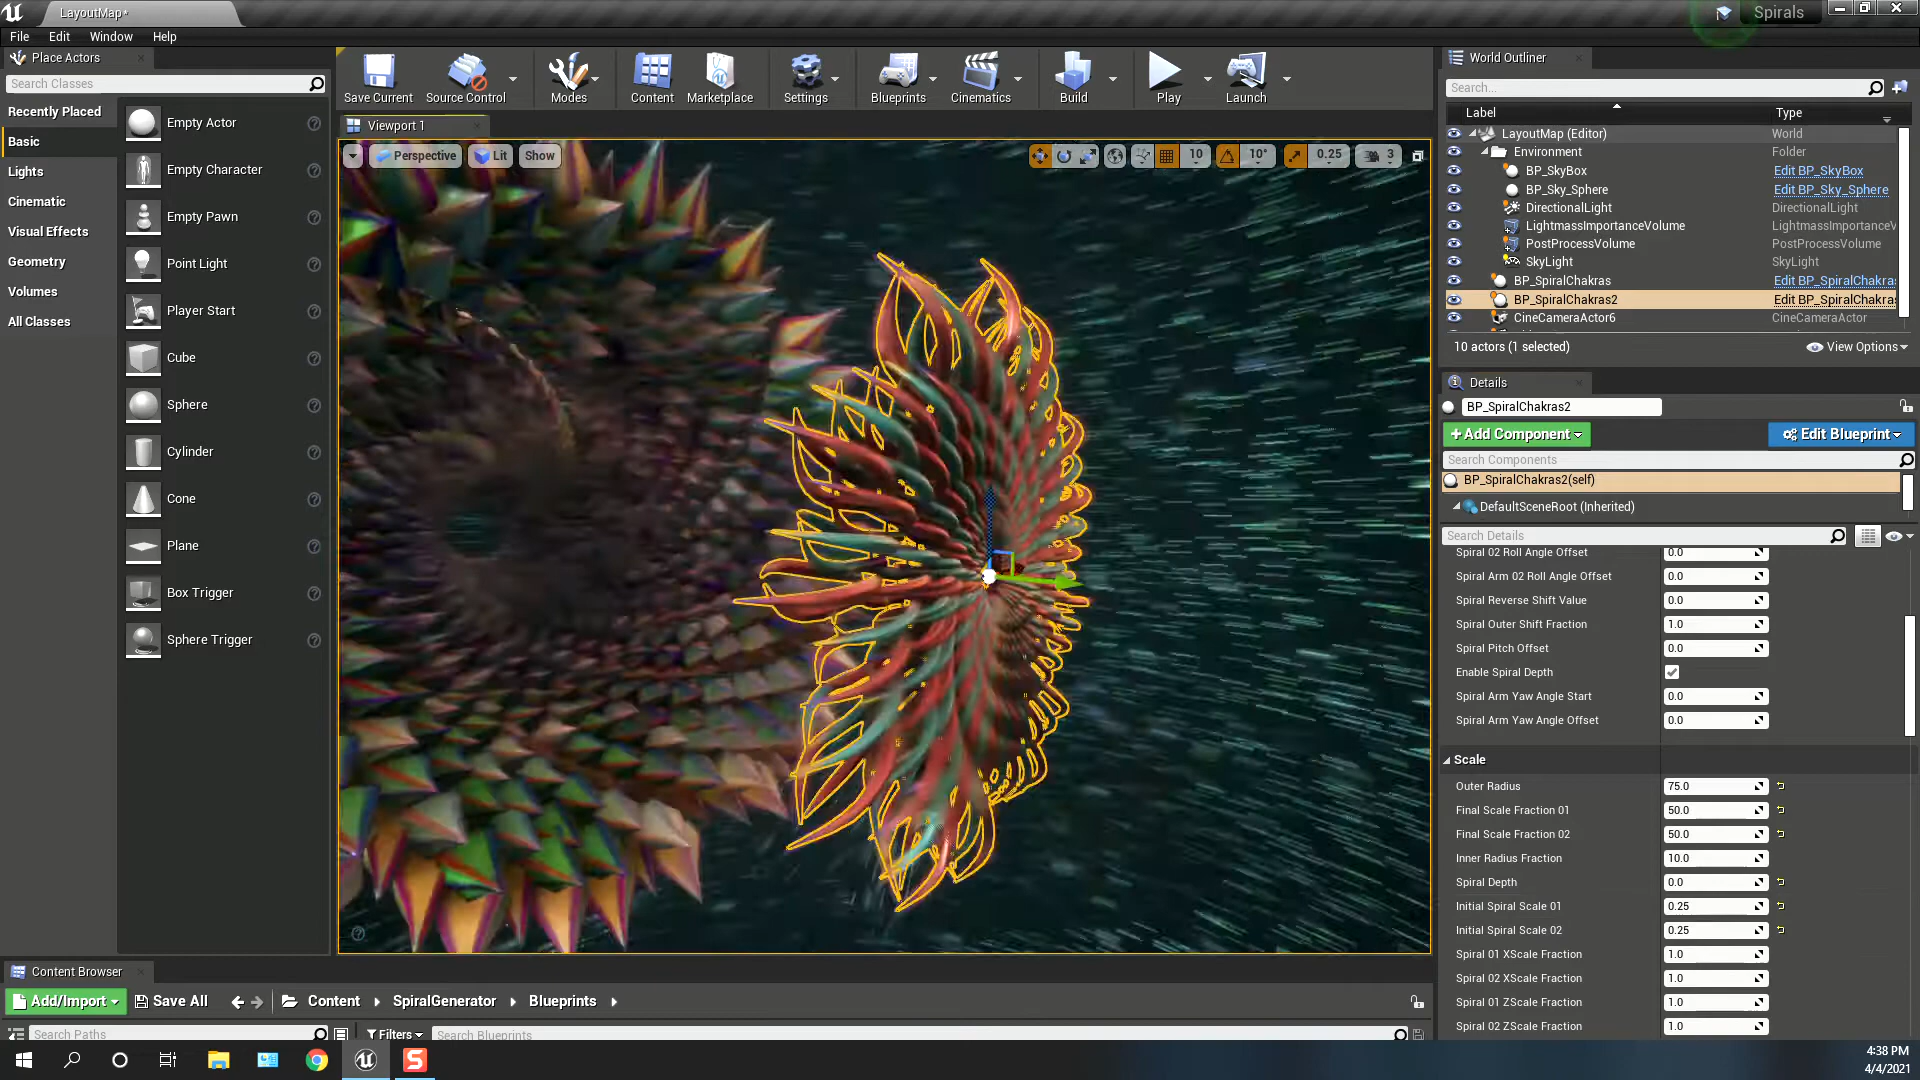 LayoutMap*
Spirals
File Edit Window Help
Place Actors
Search Classes
Recently Placed
Basic
Lights
Cinematic
Visual Effects
Geometry
Volumes
All Classes
Empty Actor
Empty Character
Empty Pawn
Point Light
Player Start
Cube
Sphere
Cylinder
Cone
Plane
Box Trigger
Sphere Trigger
Save Current
Source Control
Modes
Content
Marketplace
Settings
Blueprints
Cinematics
Build
Play
Launch
Viewport 1
Perspective Lit Show
10 10° 0.25 3
World Outliner
Search...
Label Type
LayoutMap (Editor) World
Environment Folder
BP_SkyBox Edit BP_SkyBox
BP_Sky_Sphere Edit BP_Sky_Sphere
DirectionalLight DirectionalLight
LightmassImportanceVolume LightmassImportanceV
PostProcessVolume PostProcessVolume
SkyLight SkyLight
BP_SpiralChakras Edit BP_SpiralChakras
BP_SpiralChakras2 Edit BP_SpiralChakras
CineCameraActor6 CineCameraActor
10 actors (1 selected) View Options
Details
BP_SpiralChakras2
+Add Component Edit Blueprint
Search Components
BP_SpiralChakras2(self)
DefaultSceneRoot (Inherited)
Search Details
Spiral 02 Roll Angle Offset 0.0
Spiral Arm 02 Roll Angle Offset 0.0
Spiral Reverse Shift Value 0.0
Spiral Outer Shift Fraction 1.0
Spiral Pitch Offset 0.0
Enable Spiral Depth
Spiral Arm Yaw Angle Start 0.0
Spiral Arm Yaw Angle Offset 0.0
Scale
Outer Radius 75.0
Final Scale Fraction 01 50.0
Final Scale Fraction 02 50.0
Inner Radius Fraction 10.0
Spiral Depth 0.0
Initial Spiral Scale 01 0.25
Initial Spiral Scale 02 0.25
Spiral 01 XScale Fraction 1.0
Spiral 02 XScale Fraction 1.0
Spiral 01 ZScale Fraction 1.0
Spiral 02 ZScale Fraction 1.0
Content Browser
Add/Import Save All Content SpiralGenerator Blueprints
Search Paths Filters Search Blueprints
4:38 PM
4/4/2021